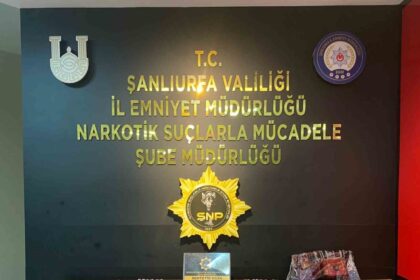 T.C.
ŞANLIURFA VALİLİĞİ
İL EMNİYET MÜDÜRLÜĞÜ
NARKOTİK SUÇLARLA MÜCADELE
ŞUBE MÜDÜRLÜĞÜ
SNP